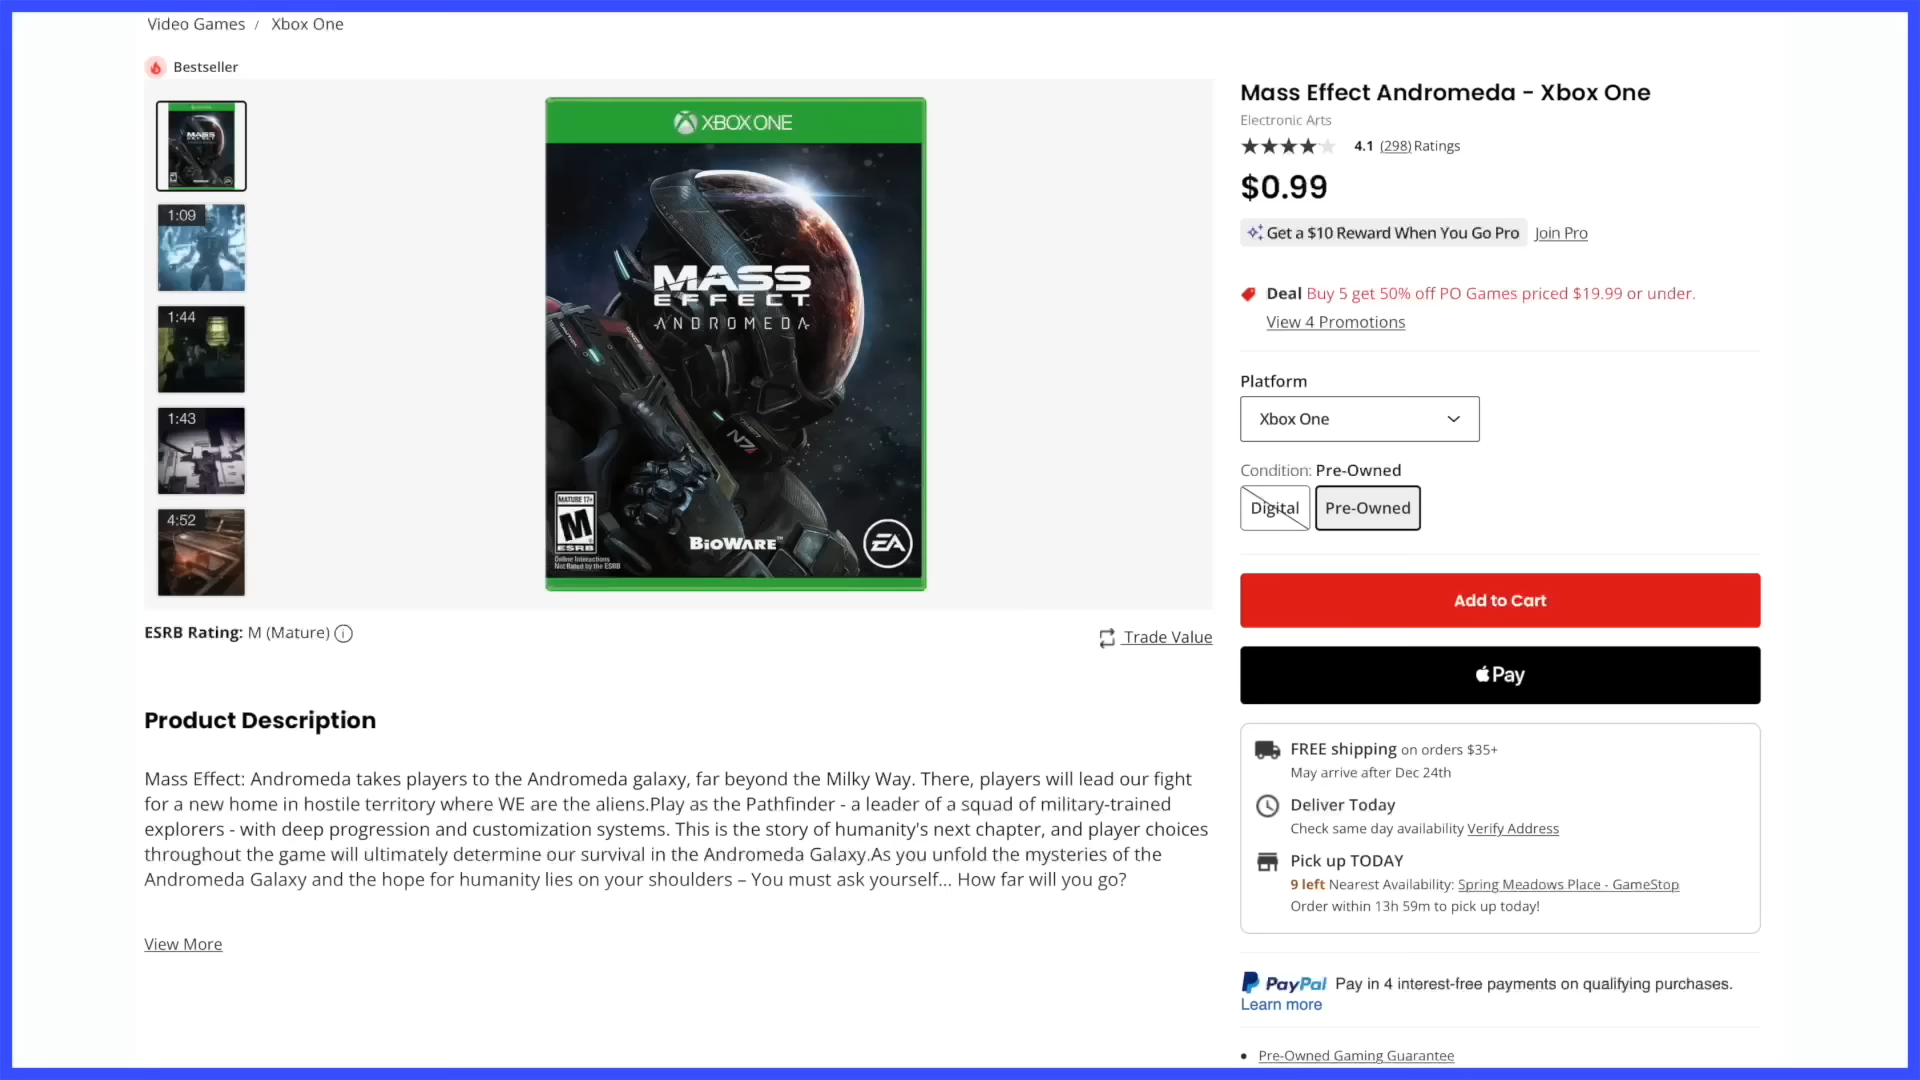 Video Games / Xbox One
Bestseller
1:09
1:44
1:43
4:52
XBOX ONE
MASS
EFFECT
ANDROMEDA
N7
MATURE 17+
M
ESRB
Online Interactions
Not Rated by the ESRB
BIOWARE
EA
ESRB Rating: M (Mature)
Trade Value
Product Description
Mass Effect: Andromeda takes players to the Andromeda galaxy, far beyond the Milky Way. There, players will lead our fight
for a new home in hostile territory where WE are the aliens.Play as the Pathfinder - a leader of a squad of military-trained
explorers - with deep progression and customization systems. This is the story of humanity's next chapter, and player choices
throughout the game will ultimately determine our survival in the Andromeda Galaxy.As you unfold the mysteries of the
Andromeda Galaxy and the hope for humanity lies on your shoulders – You must ask yourself... How far will you go?
View More
Mass Effect Andromeda - Xbox One
Electronic Arts
4.1 (298) Ratings
$0.99
Get a $10 Reward When You Go Pro Join Pro
Deal Buy 5 get 50% off PO Games priced $19.99 or under.
View 4 Promotions
Platform
Xbox One
Condition: Pre-Owned
Digital
Pre-Owned
Add to Cart
Pay
FREE shipping on orders $35+
May arrive after Dec 24th
Deliver Today
Check same day availability Verify Address
Pick up TODAY
9 left Nearest Availability: Spring Meadows Place - GameStop
Order within 13h 59m to pick up today!
PayPal Pay in 4 interest-free payments on qualifying purchases.
Learn more
• Pre-Owned Gaming Guarantee